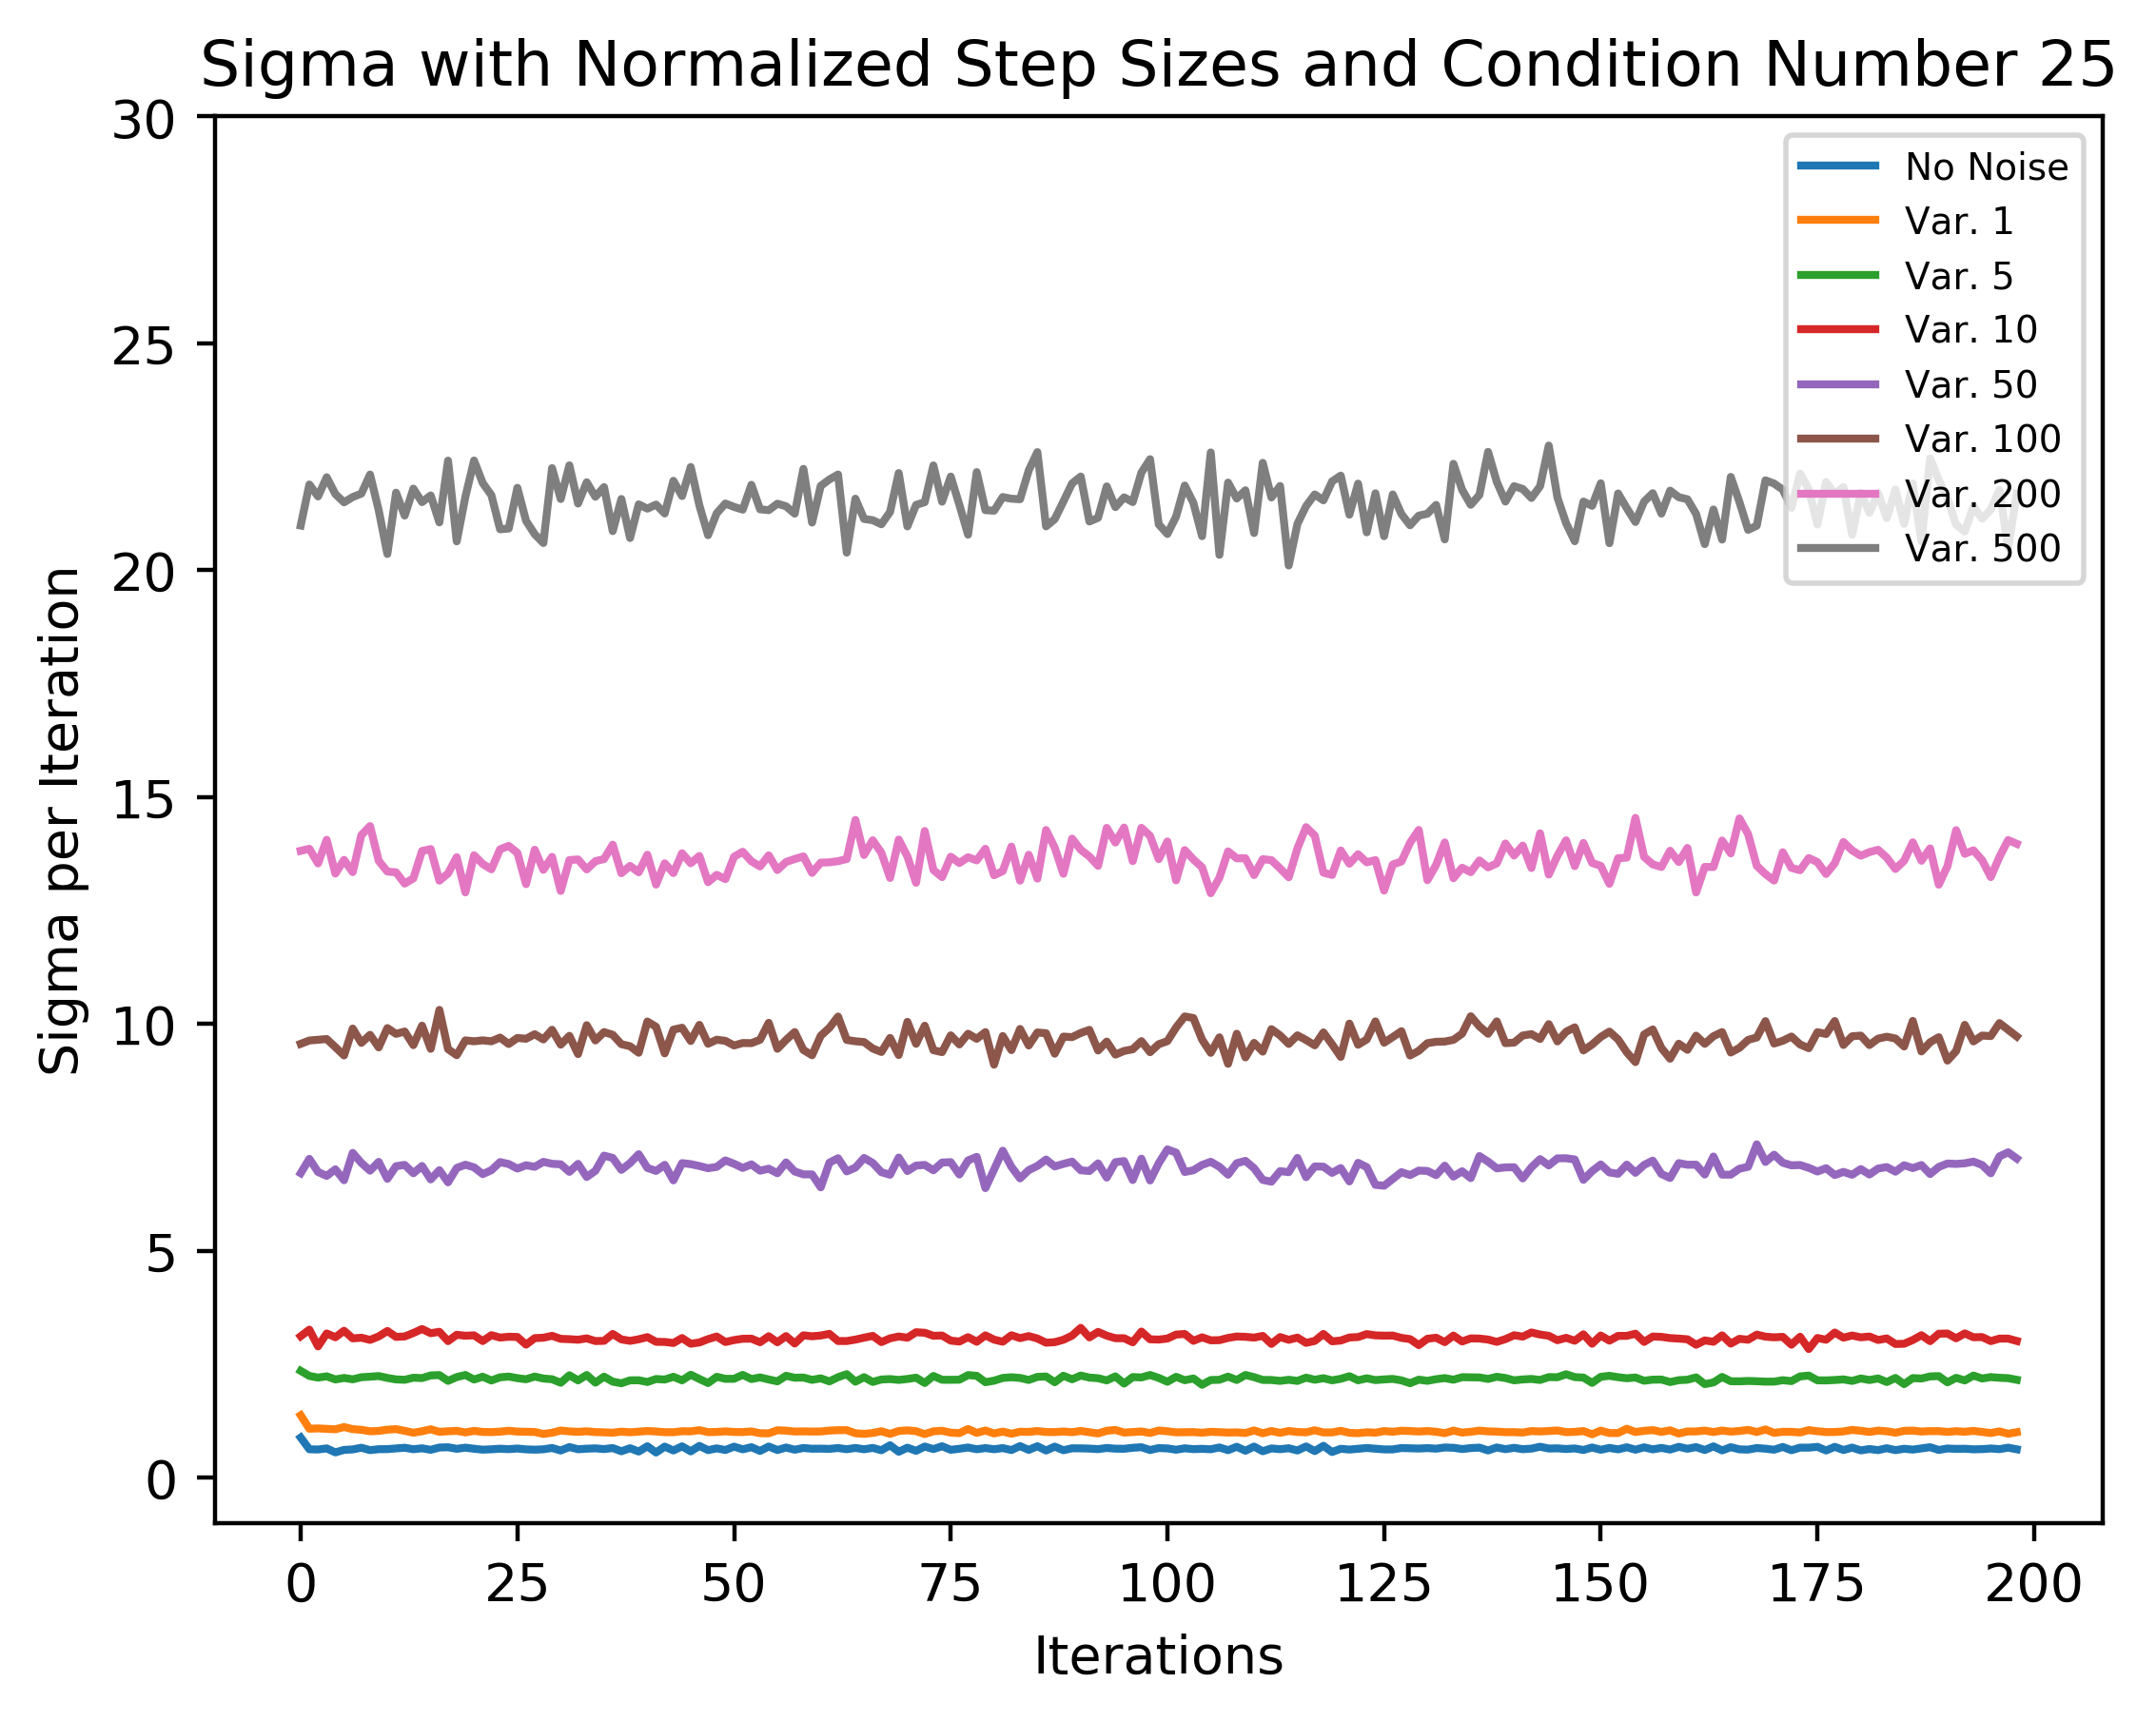 Sigma with Normalized Step Sizes and Condition Number 25
30
25
20
15
10
5
0
Sigma per Iteration
No Noise
Var. 1
Var. 5
Var. 10
Var. 50
Var. 100
Var. 200
Var. 500
0 25 50 75 100 125 150 175 200
Iterations